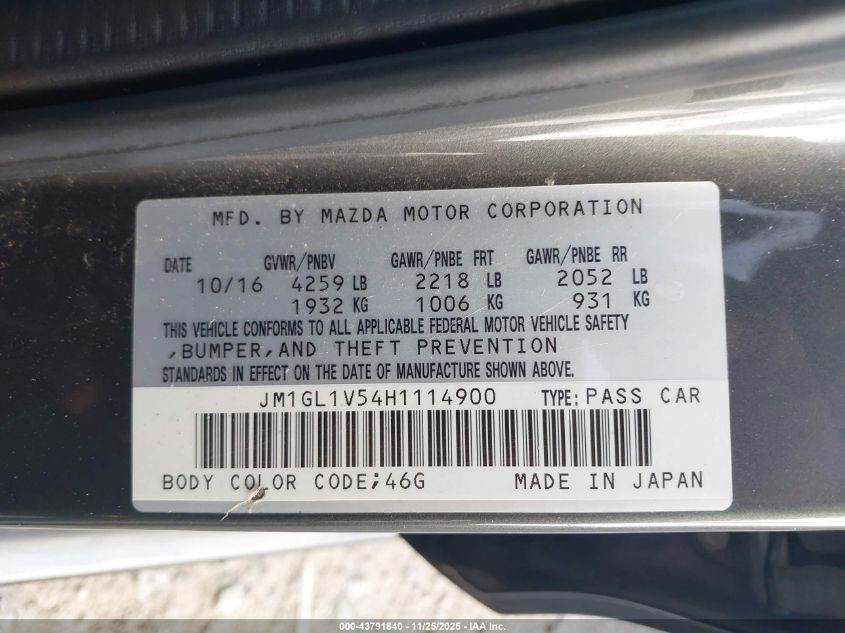 MFD. BY MAZDA MOTOR CORPORATION
DATE GVWR/PNBV GAWR/PNBE FRT GAWR/PNBE RR
10/16 4259 LB 2218 LB 2052 LB
1932 KG 1006 KG 931 KG
THIS VEHICLE CONFORMS TO ALL APPLICABLE FEDERAL MOTOR VEHICLE SAFETY
,BUMPER,AND THEFT PREVENTION
STANDARDS IN EFFECT ON THE DATE OF MANUFACTURE SHOWN ABOVE.
JM1GL1V54H1114900 TYPE: PASS CAR
BODY COLOR CODE;46G MADE IN JAPAN
000-43791840 - 11/25/2025 - IAA Inc.